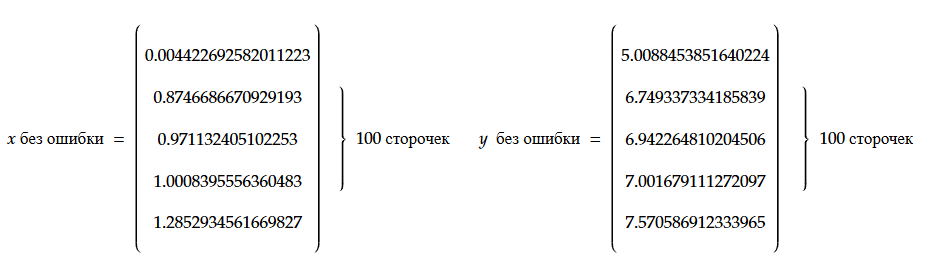 0.004422692582011223 5.0088453851640224
0.8746686670929193 6.749337334185839
x без ошибки = 0.971132405102253 100 сторочек y без ошибки = 6.942264810204506 100 сторочек
1.0008395556360483 7.001679111272097
1.2852934561669827 7.570586912333965